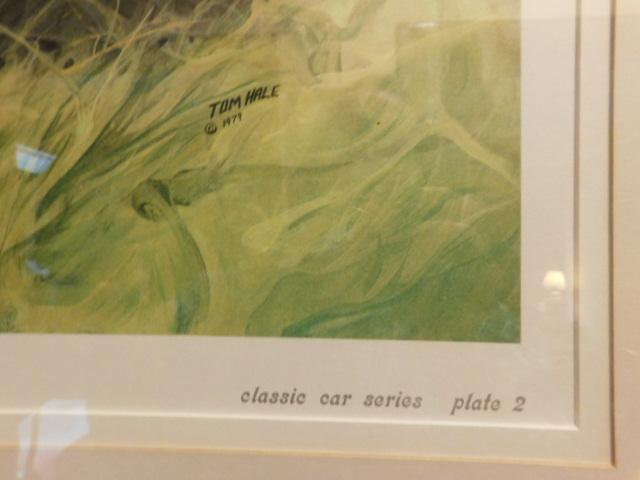 TOM HALE
© 1979
classic car series plate 2